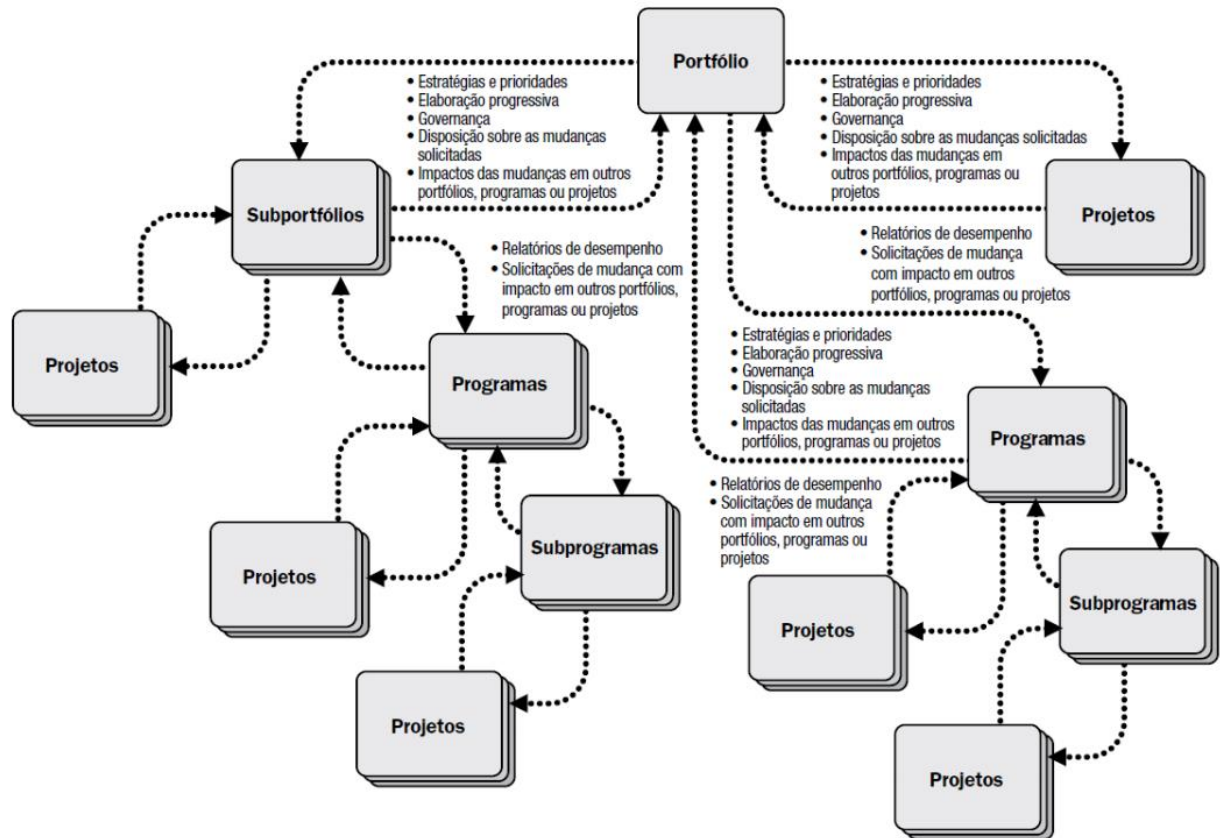 Portfólio
• Estratégias e prioridades
• Elaboração progressiva
• Governança
• Disposição sobre as mudanças
solicitadas
• Impactos das mudanças em outros
portfólios, programas ou projetos
• Estratégias e prioridades
• Elaboração progressiva
• Governança
• Disposição sobre as mudanças solicitadas
• Impactos das mudanças em
outros portfólios, programas ou
projetos
Subportfólios
Projetos
• Relatórios de desempenho
• Solicitações de mudança com
impacto em outros portfólios,
programas ou projetos
• Relatórios de desempenho
• Solicitações de mudança
com impacto em outros
portfólios, programas ou projetos
Projetos
Programas
• Estratégias e prioridades
• Elaboração progressiva
• Governança
• Disposição sobre as mudanças
solicitadas
• Impactos das mudanças em outros
portfólios, programas ou projetos
Programas
• Relatórios de desempenho
• Solicitações de mudança
com impacto em outros
portfólios, programas ou
projetos
Projetos
Subprogramas
Projetos
Subprogramas
Projetos
Projetos